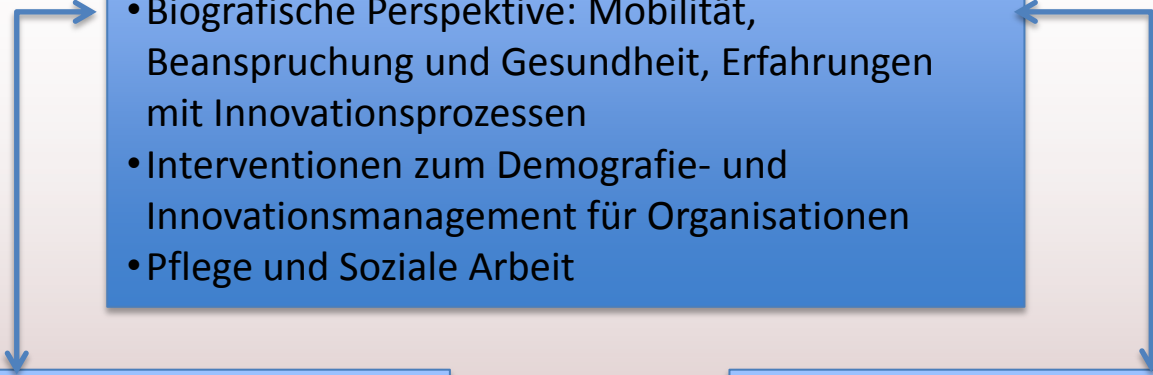 •Biografische Perspektive: Mobilität,
Beanspruchung und Gesundheit, Erfahrungen
mit Innovationsprozessen
•Interventionen zum Demografie- und
Innovationsmanagement für Organisationen
•Pflege und Soziale Arbeit